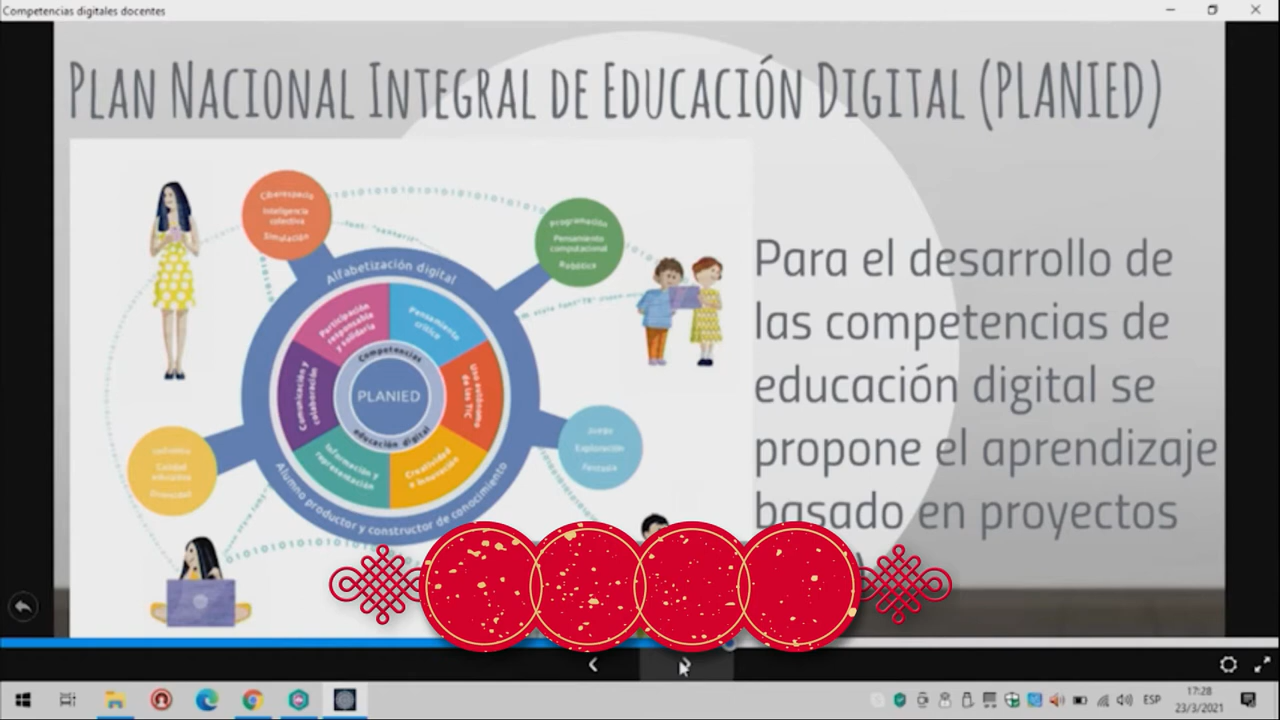 Competencias digitales docentes
PLAN NACIONAL INTEGRAL DE EDUCACIÓN DIGITAL (PLANIED)
Ciberespacio
Inteligencia
colectiva
Simulación
Programación
Pensamiento
computacional
Robótica
Alfabetización digital
Participación
responsable
y solidaria
Pensamiento
crítico
Competencias
Comunicación y
colaboración
PLANIED
Uso autónomo
de las TIC
educación digital
Información y
representación
Creatividad
e innovación
Juego
Exploración
Fantasía
Calidad
educativa
Alumno productor y constructor de conocimiento
Para el desarrollo de
las competencias de
educación digital se
propone el aprendizaje
basado en proyectos
ESP
17:28
23/3/2021